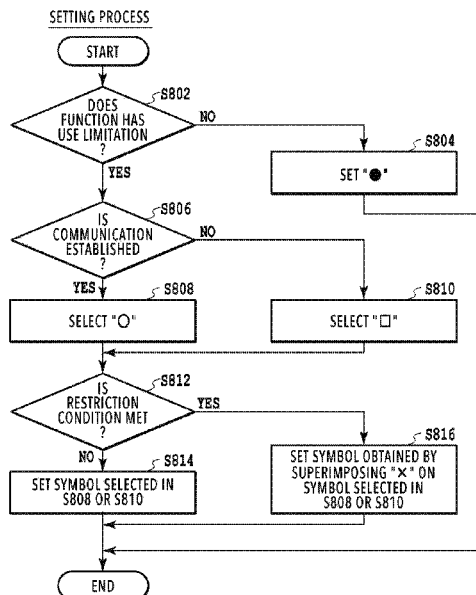 SETTING PROCESS
START
S802
DOES
FUNCTION HAS
USE LIMITATION
?
NO
YES
S804
SET "●"
S806
IS
COMMUNICATION
ESTABLISHED
?
NO
YES
S808
SELECT "○"
S810
SELECT "□"
S812
IS
RESTRICTION
CONDITION MET
?
YES
NO
S814
SET SYMBOL SELECTED IN
S808 OR S810
S816
SET SYMBOL OBTAINED BY
SUPERIMPOSING "×" ON
SYMBOL SELECTED IN
S808 OR S810
END